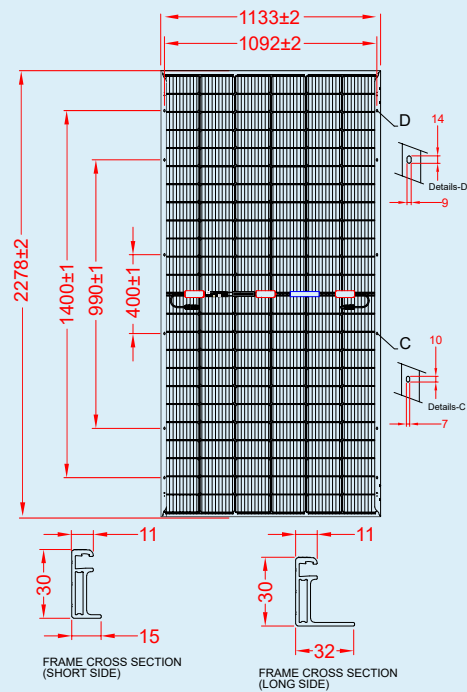 1133±2
1092±2
D
14
Details-D
9
2278±2
1400±1
990±1
400±1
C
10
Details-C
7
11
30
15
FRAME CROSS SECTION
(SHORT SIDE)
11
30
32
FRAME CROSS SECTION
(LONG SIDE)